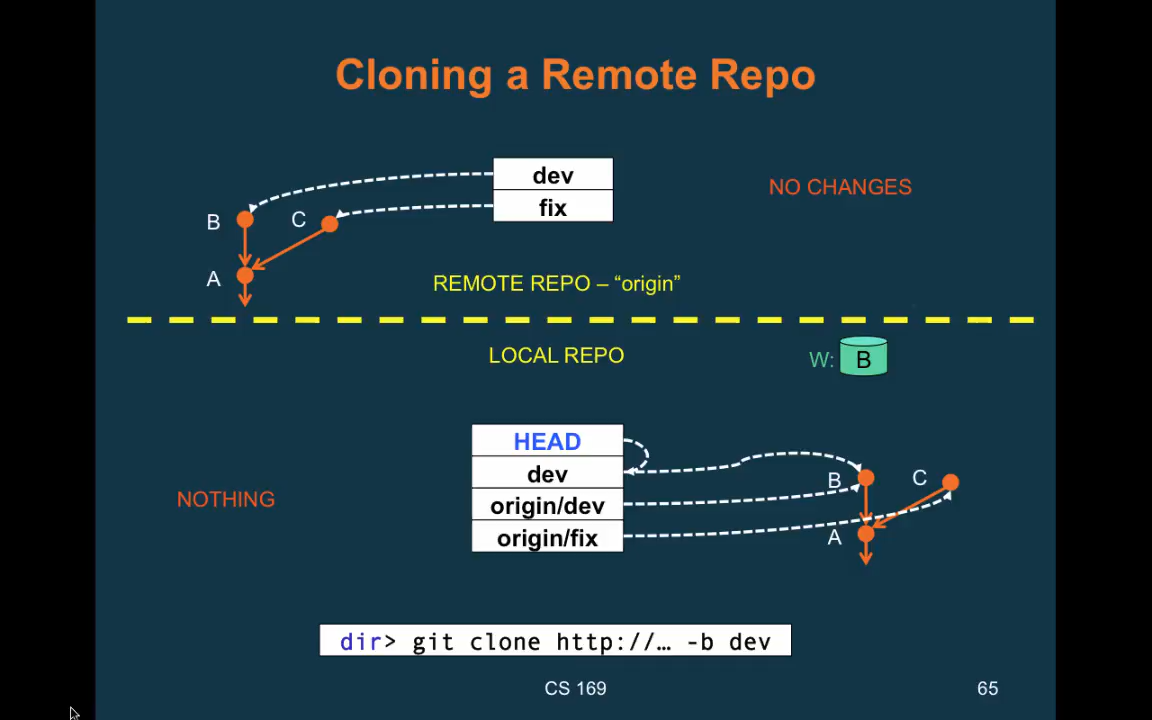 Cloning a Remote Repo
dev
NO CHANGES
fix
B
C
A
REMOTE REPO – “origin”
LOCAL REPO
W:
B
HEAD
dev
B
C
NOTHING
origin/dev
origin/fix
A
dir> git clone http://… -b dev
CS 169
65